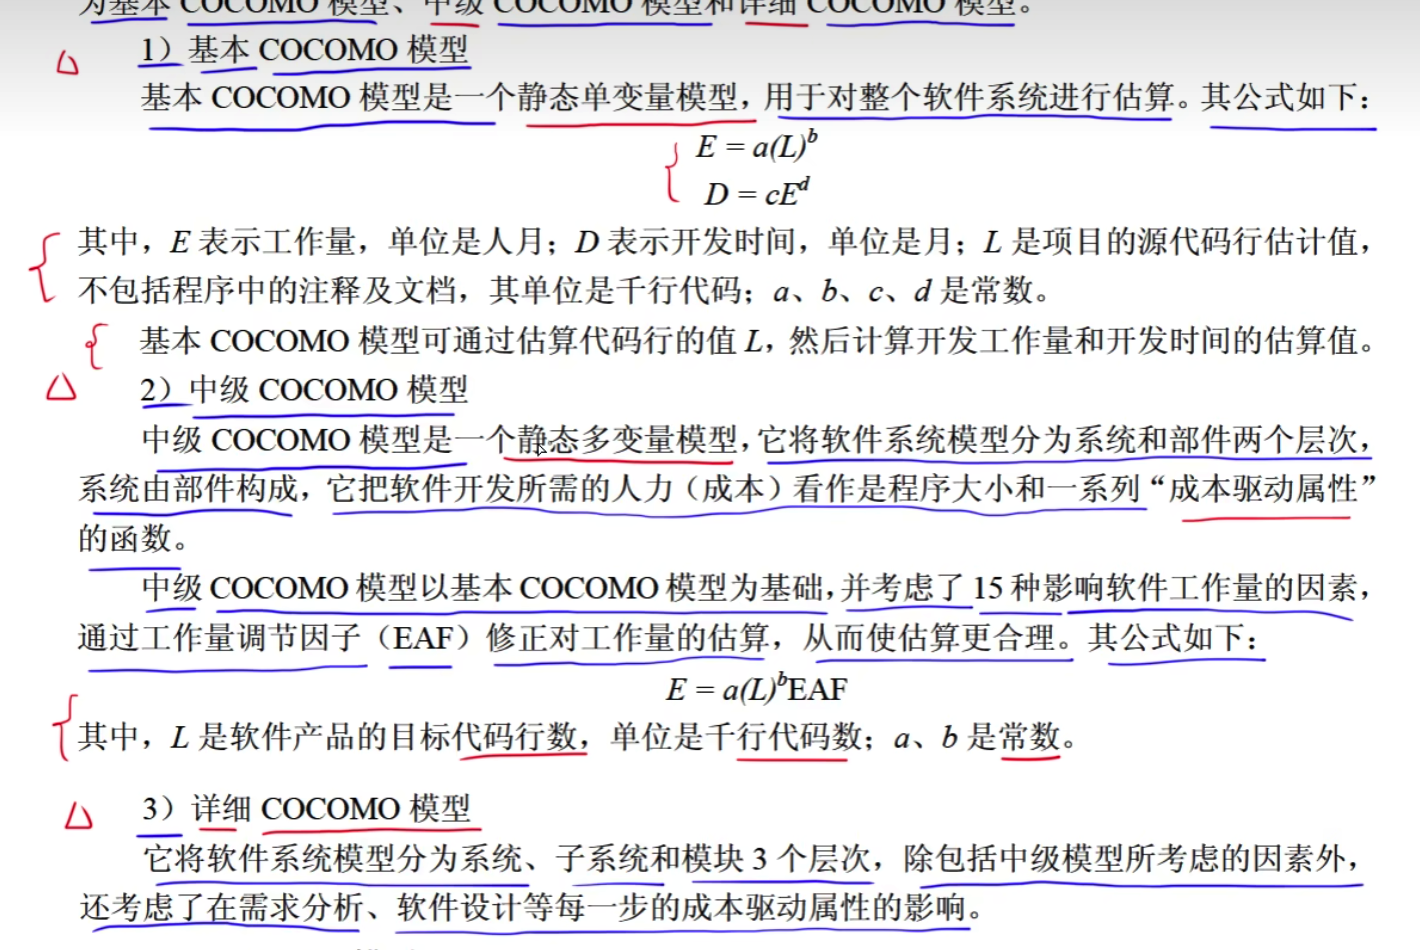 为基本 COCOMO 模型、中级 COCOMO 模型和详细 COCOMO 模型。
1）基本 COCOMO 模型
基本 COCOMO 模型是一个静态单变量模型，用于对整个软件系统进行估算。其公式如下：
E = a(L)^b
D = cE^d
其中，E 表示工作量，单位是人月；D 表示开发时间，单位是月；L 是项目的源代码行估计值，
不包括程序中的注释及文档，其单位是千行代码；a、b、c、d 是常数。
基本 COCOMO 模型可通过估算代码行的值 L，然后计算开发工作量和开发时间的估算值。
2）中级 COCOMO 模型
中级 COCOMO 模型是一个静态多变量模型，它将软件系统模型分为系统和部件两个层次，
系统由部件构成，它把软件开发所需的人力（成本）看作是程序大小和一系列“成本驱动属性”
的函数。
中级 COCOMO 模型以基本 COCOMO 模型为基础，并考虑了 15 种影响软件工作量的因素，
通过工作量调节因子（EAF）修正对工作量的估算，从而使估算更合理。其公式如下：
E = a(L)^bEAF
其中，L 是软件产品的目标代码行数，单位是千行代码数；a、b 是常数。
3）详细 COCOMO 模型
它将软件系统模型分为系统、子系统和模块 3 个层次，除包括中级模型所考虑的因素外，
还考虑了在需求分析、软件设计等每一步的成本驱动属性的影响。